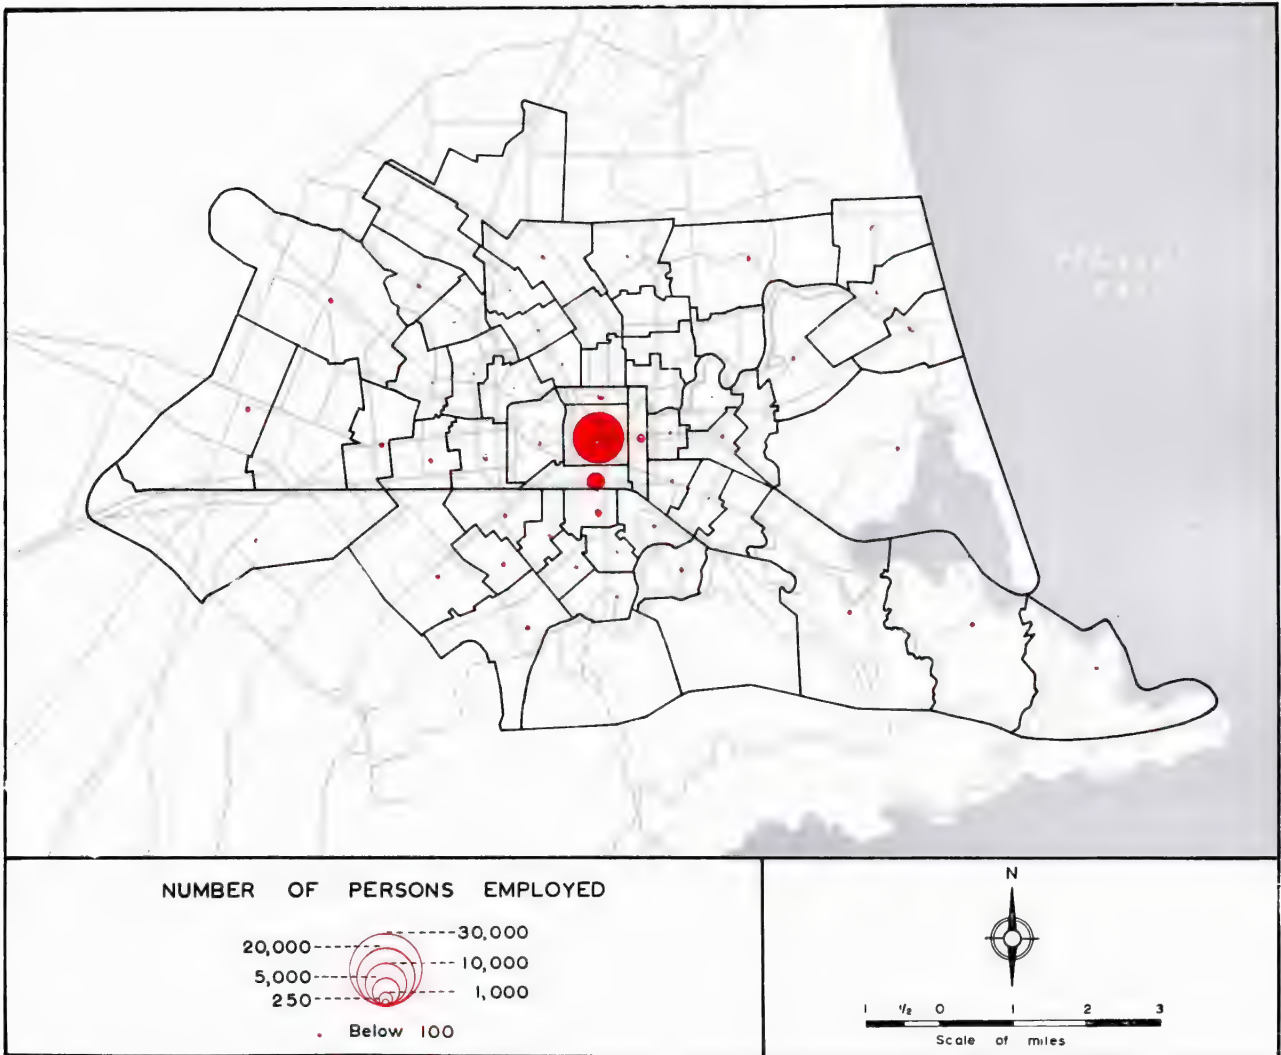 NUMBER OF PERSONS EMPLOYED
30,000
20,000
10,000
5,000
1,000
250
Below 100
N
1 1/2 0 1 2 3
Scale of miles